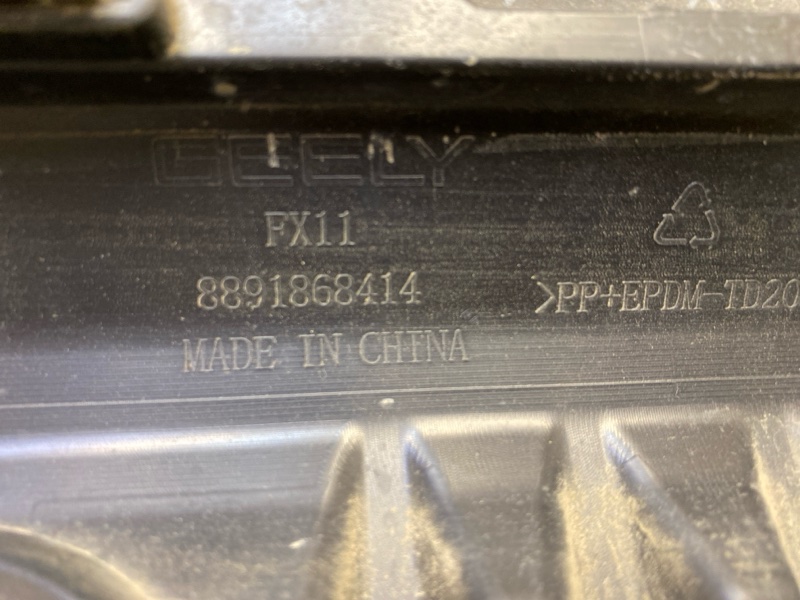 GEELY
FX11
8891868414
MADE IN CHINA
>PP+EPDM-TD20